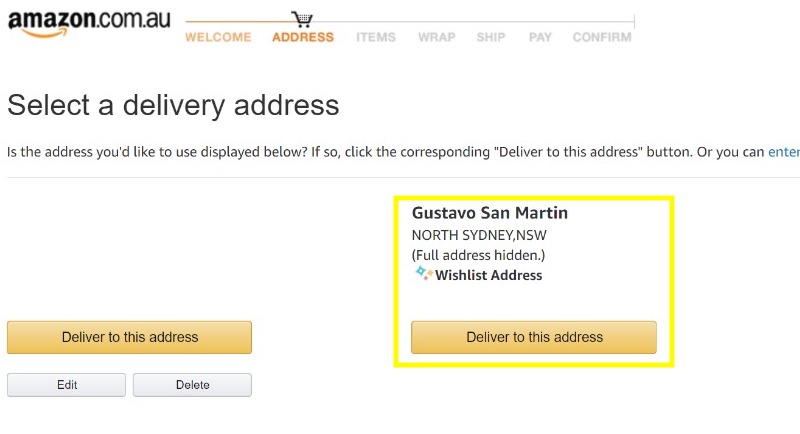 amazon.com.au
WELCOME ADDRESS ITEMS WRAP SHIP PAY CONFIRM
Select a delivery address
Is the address you'd like to use displayed below? If so, click the corresponding "Deliver to this address" button. Or you can enter
Gustavo San Martin
NORTH SYDNEY,NSW
(Full address hidden.)
Wishlist Address
Deliver to this address Deliver to this address
Edit Delete